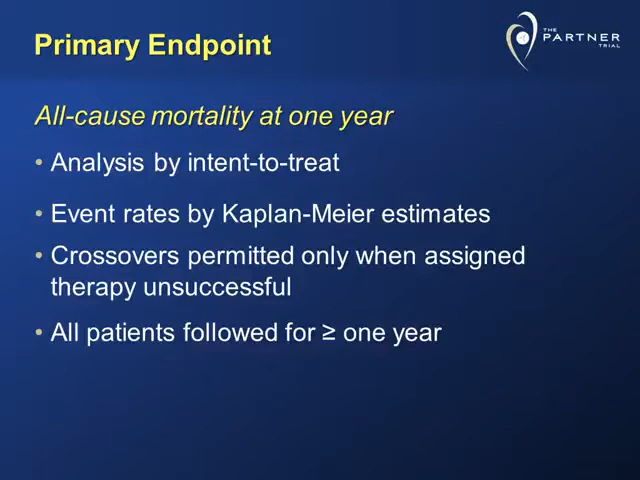 Primary Endpoint
THE
PARTNER
TRIAL
All-cause mortality at one year
• Analysis by intent-to-treat
• Event rates by Kaplan-Meier estimates
• Crossovers permitted only when assigned
therapy unsuccessful
• All patients followed for ≥ one year